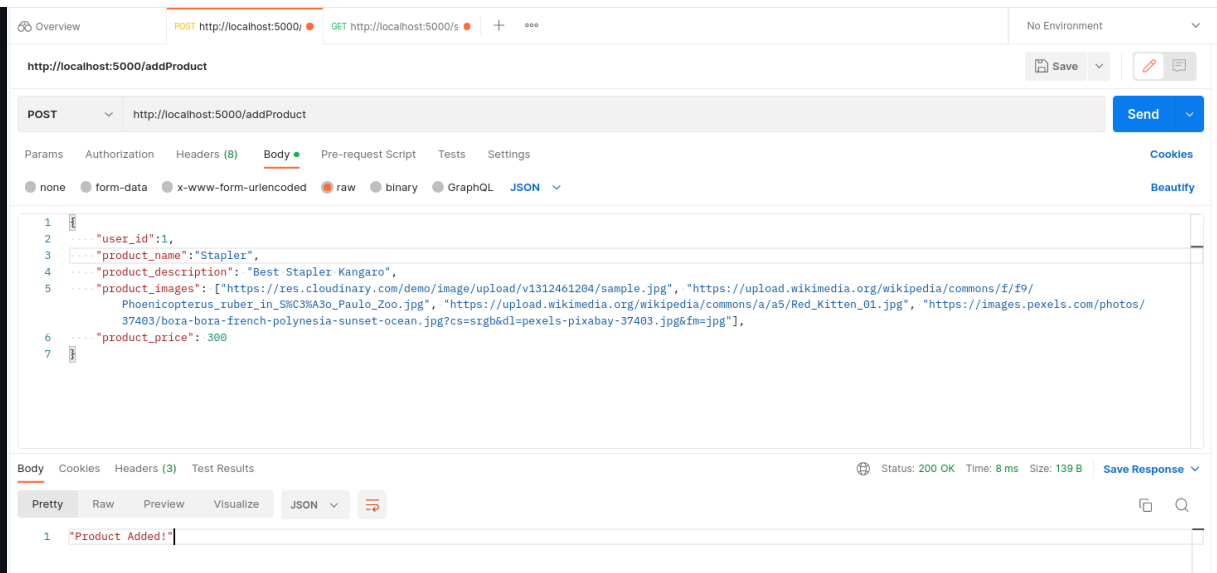 Overview
POST http://localhost:5000/
GET http://localhost:5000/s
No Environment
http://localhost:5000/addProduct
Save
POST
http://localhost:5000/addProduct
Send
Params Authorization Headers (8) Body Pre-request Script Tests Settings Cookies
none form-data x-www-form-urlencoded raw binary GraphQL JSON Beautify
1 {
2 "user_id":1,
3 "product_name":"Stapler",
4 "product_description": "Best Stapler Kangaro",
5 "product_images": ["https://res.cloudinary.com/demo/image/upload/v1312461204/sample.jpg", "https://upload.wikimedia.org/wikipedia/commons/f/f9/
Phoenicopterus_ruber_in_S%C3%A3o_Paulo_Zoo.jpg", "https://upload.wikimedia.org/wikipedia/commons/a/a5/Red_Kitten_01.jpg", "https://images.pexels.com/photos/
37403/bora-bora-french-polynesia-sunset-ocean.jpg?cs=srgb&dl=pexels-pixabay-37403.jpg&fm=jpg"],
6 "product_price": 300
7 }
Body Cookies Headers (3) Test Results Status: 200 OK Time: 8 ms Size: 139 B Save Response
Pretty Raw Preview Visualize JSON
1 "Product Added!"